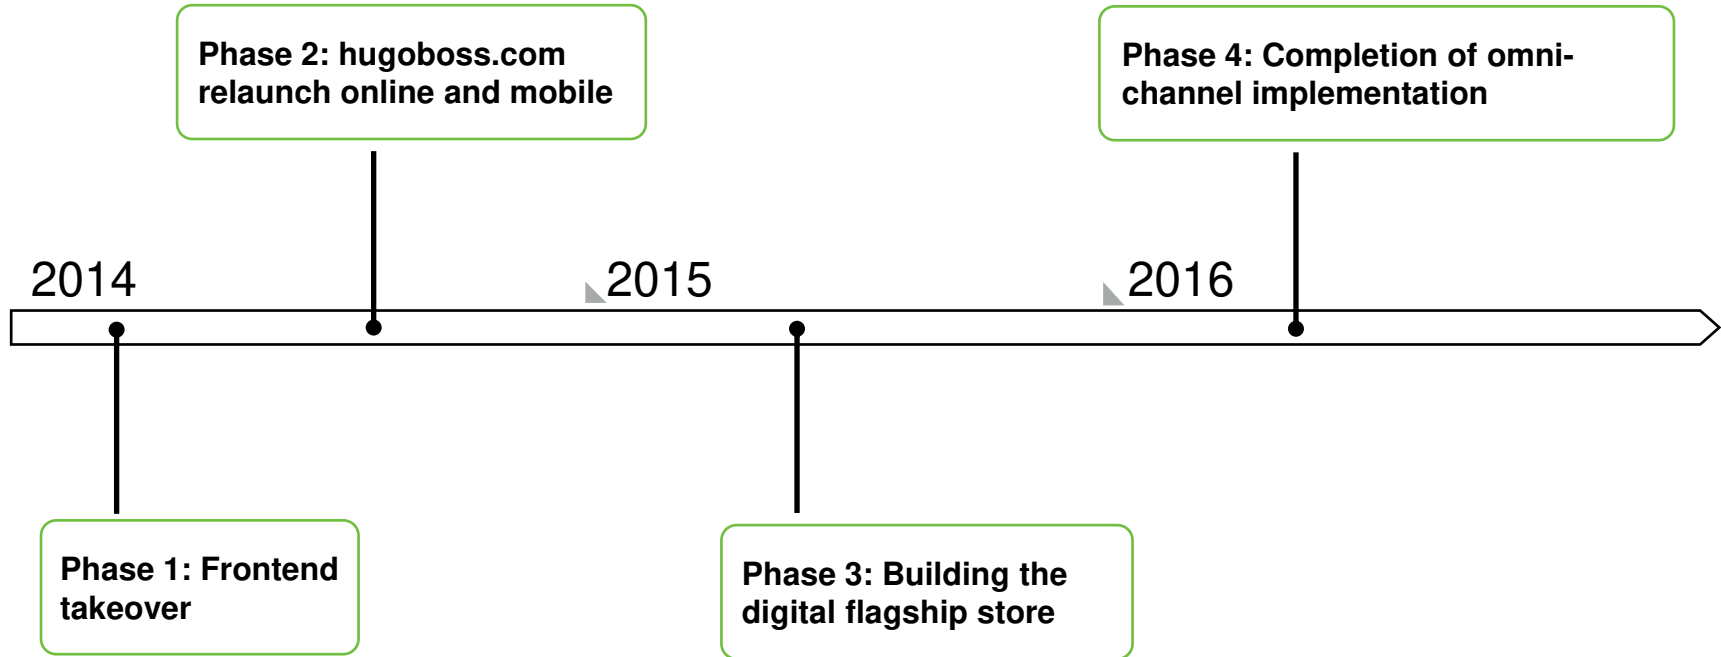 Phase 2: hugoboss.com
relaunch online and mobile
Phase 4: Completion of omni-
channel implementation
2014
2015
2016
Phase 1: Frontend
takeover
Phase 3: Building the
digital flagship store